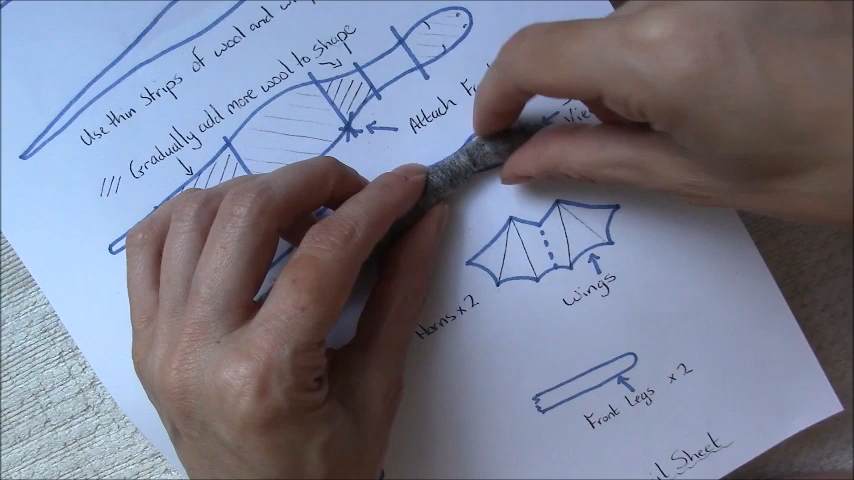 Use thin strips of wool and
/// Gradually add more wool to shape
Attach
Horns x 2
Wings
Front Legs x 2
Sheet